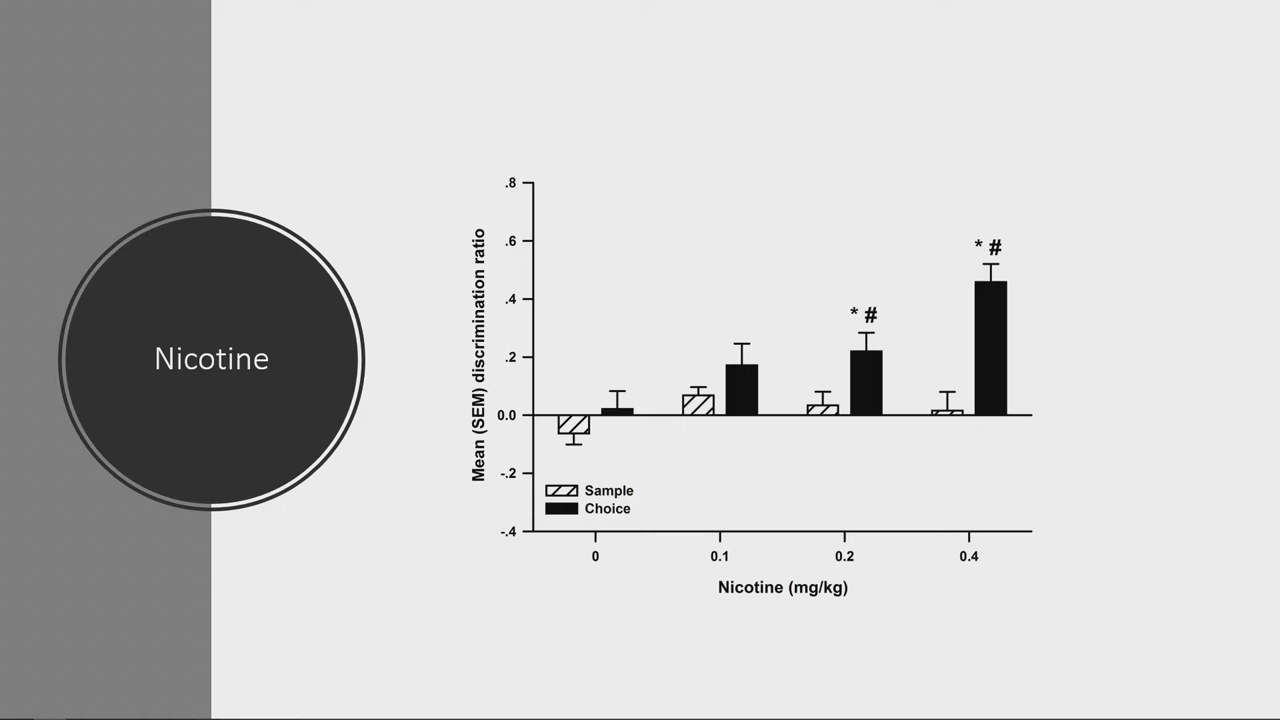 Nicotine
.8
.6
.4
.2
0.0
-.2
-.4
Mean (SEM) discrimination ratio
* #
* #
Sample
Choice
0 0.1 0.2 0.4
Nicotine (mg/kg)